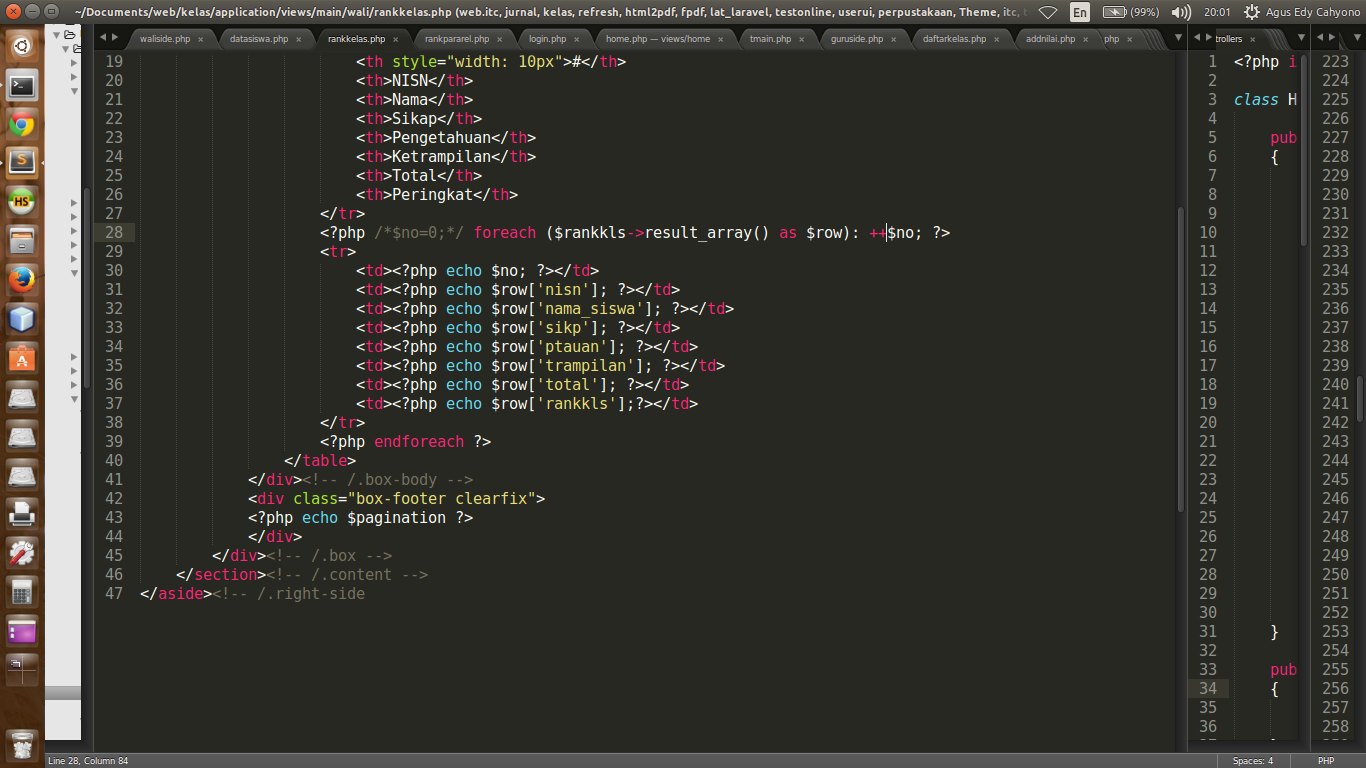 ~/Documents/web/kelas/application/views/main/wali/rankkelas.php (web.itc, jurnal, kelas, refresh, html2pdf, fpdf, lat_laravel, testonline, userui, perpustakaan, Theme, itc,
En
(99%)
20:01
Agus Edy Cahyono
waliside.php ×
datasiswa.php ×
rankkelas.php ×
rankpararel.php ×
login.php ×
home.php — views/home ×
tmain.php ×
guruside.php ×
daftarkelas.php ×
addnilai.php ×
php ×
trollers ×
19 <th style="width: 10px">#</th>
20 <th>NISN</th>
21 <th>Nama</th>
22 <th>Sikap</th>
23 <th>Pengetahuan</th>
24 <th>Ketrampilan</th>
25 <th>Total</th>
26 <th>Peringkat</th>
27 </tr>
28 <?php /*$no=0;*/ foreach ($rankkls->result_array() as $row): ++$no; ?>
29 <tr>
30 <td><?php echo $no; ?></td>
31 <td><?php echo $row['nisn']; ?></td>
32 <td><?php echo $row['nama_siswa']; ?></td>
33 <td><?php echo $row['sikp']; ?></td>
34 <td><?php echo $row['ptauan']; ?></td>
35 <td><?php echo $row['trampilan']; ?></td>
36 <td><?php echo $row['total']; ?></td>
37 <td><?php echo $row['rankkls'];?></td>
38 </tr>
39 <?php endforeach ?>
40 </table>
41 </div><!-- /.box-body -->
42 <div class="box-footer clearfix">
43 <?php echo $pagination ?>
44 </div>
45 </div><!-- /.box -->
46 </section><!-- /.content -->
47 </aside><!-- /.right-side
1 <?php i
2
3 class H
4
5 pub
6 {
7
8
9
10
11
12
13
14
15
16
17
18
19
20
21
22
23
24
25
26
27
28
29
30
31 }
32
33 pub
34 {
35
36
223
224
225
226
227
228
229
230
231
232
233
234
235
236
237
238
239
240
241
242
243
244
245
246
247
248
249
250
251
252
253
254
255
256
257
258
HS
S
Line 28, Column 84
Spaces: 4
PHP